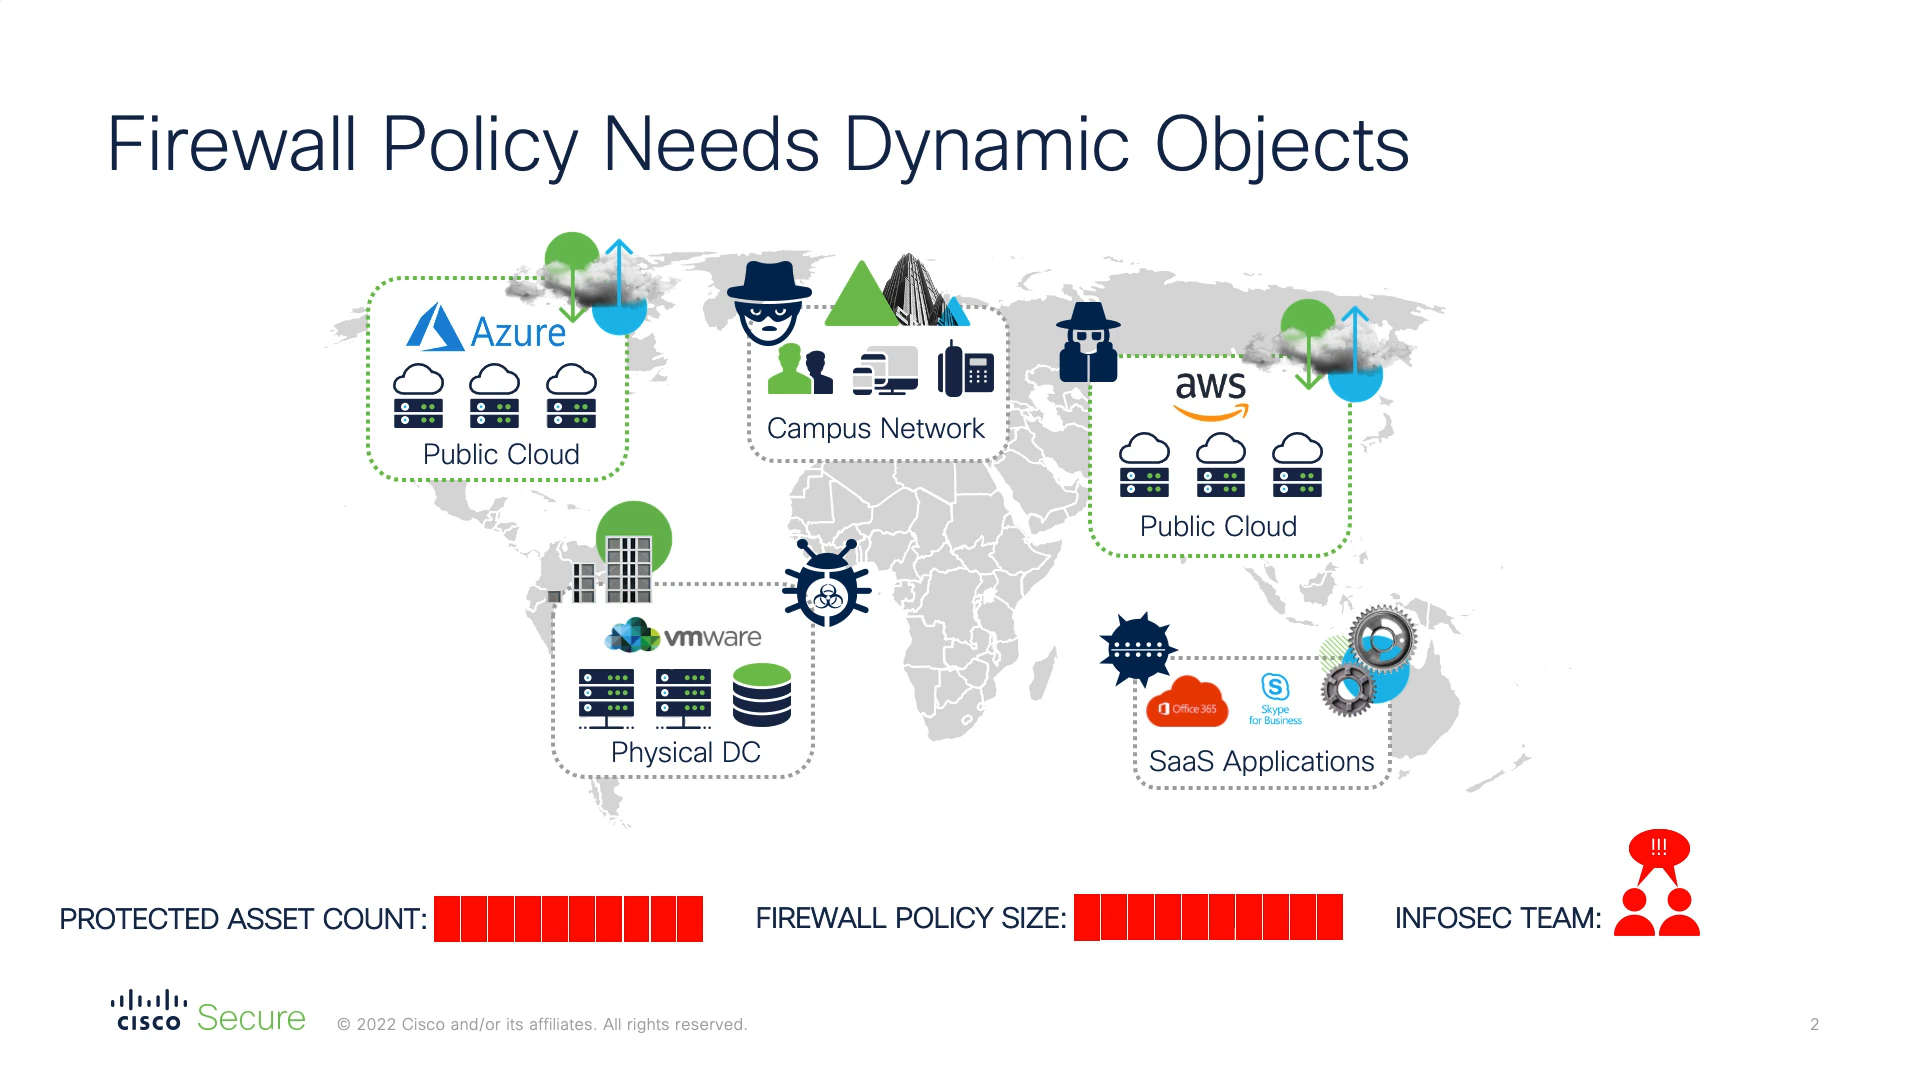 Firewall Policy Needs Dynamic Objects
Azure
Public Cloud
Campus Network
aws
Public Cloud
vmware
Physical DC
Office 365
S
Skype
for Business
SaaS Applications
!!!
PROTECTED ASSET COUNT:
FIREWALL POLICY SIZE:
INFOSEC TEAM:
CISCO Secure
© 2022 Cisco and/or its affiliates. All rights reserved.
2